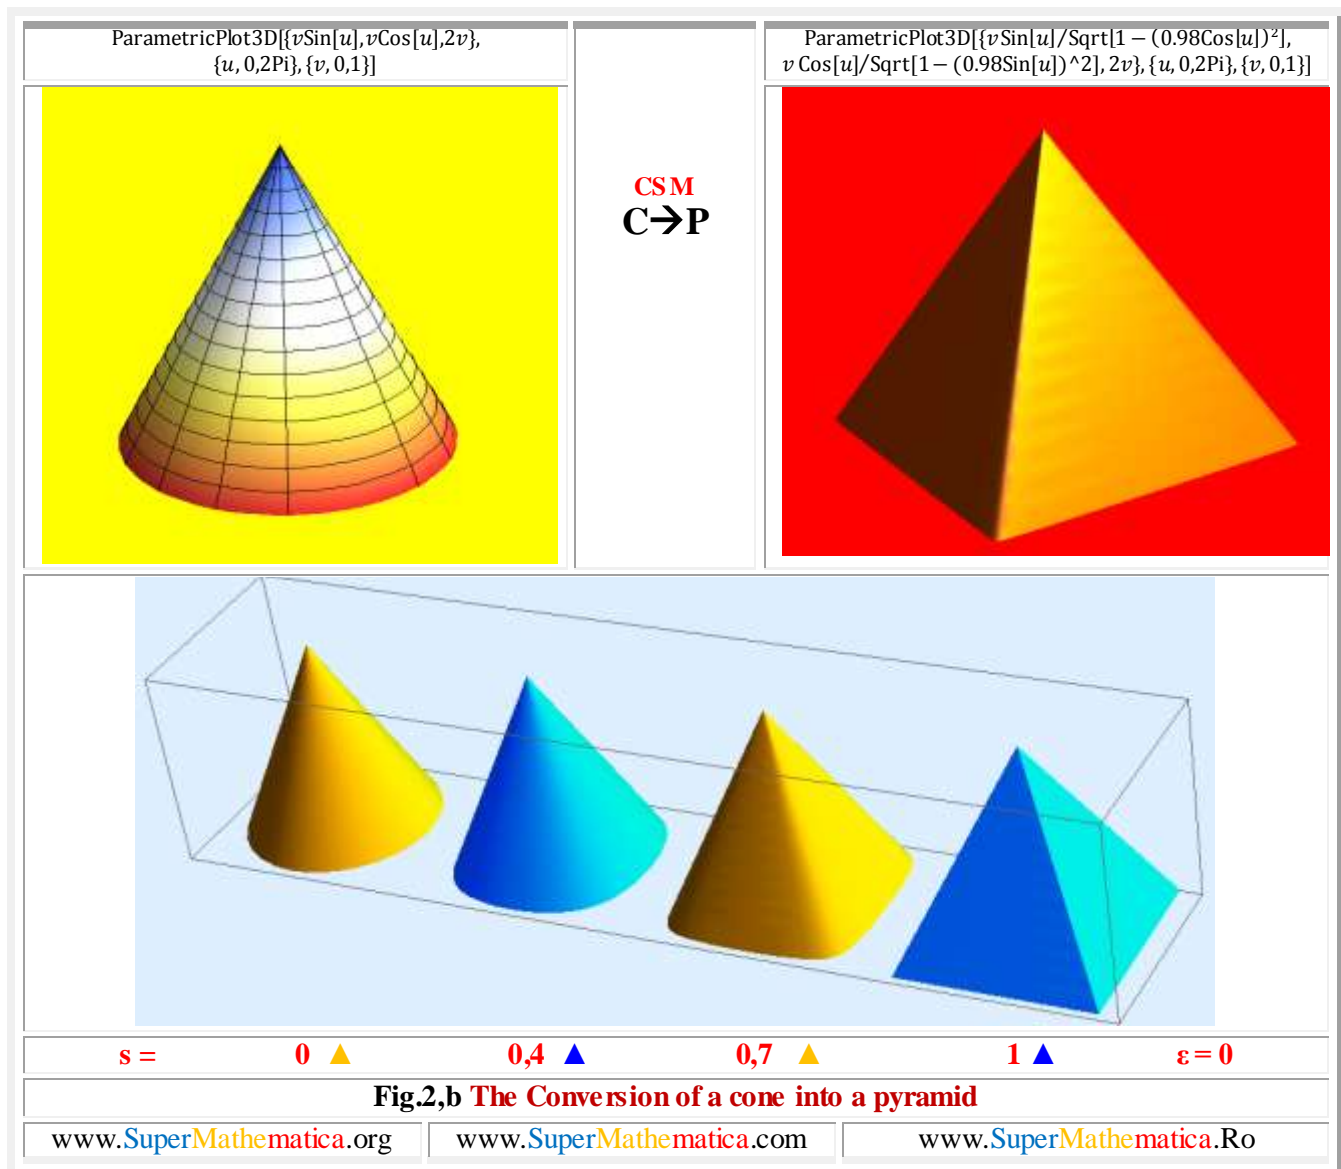 ParametricPlot3D[{vSin[u],vCos[u],2v},
{u, 0,2Pi}, {v, 0,1}]
CSM
C→P
ParametricPlot3D[{vSin[u]/Sqrt[1 − (0.98Cos[u])²],
v Cos[u]/Sqrt[1 − (0.98Sin[u])^2], 2v}, {u, 0,2Pi}, {v, 0,1}]
s = 0 ▲ 0,4 ▲ 0,7 ▲ 1 ▲ ε = 0
Fig.2,b The Conversion of a cone into a pyramid
www.SuperMathematica.org www.SuperMathematica.com www.SuperMathematica.Ro